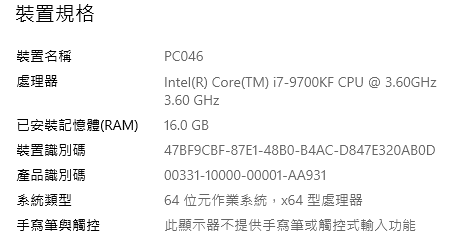 裝置規格
裝置名稱 PC046
處理器 Intel(R) Core(TM) i7-9700KF CPU @ 3.60GHz
3.60 GHz
已安裝記憶體(RAM) 16.0 GB
裝置識別碼 47BF9CBF-87E1-48B0-B4AC-D847E320AB0D
產品識別碼 00331-10000-00001-AA931
系統類型 64 位元作業系統，x64 型處理器
手寫筆與觸控 此顯示器不提供手寫筆或觸控式輸入功能